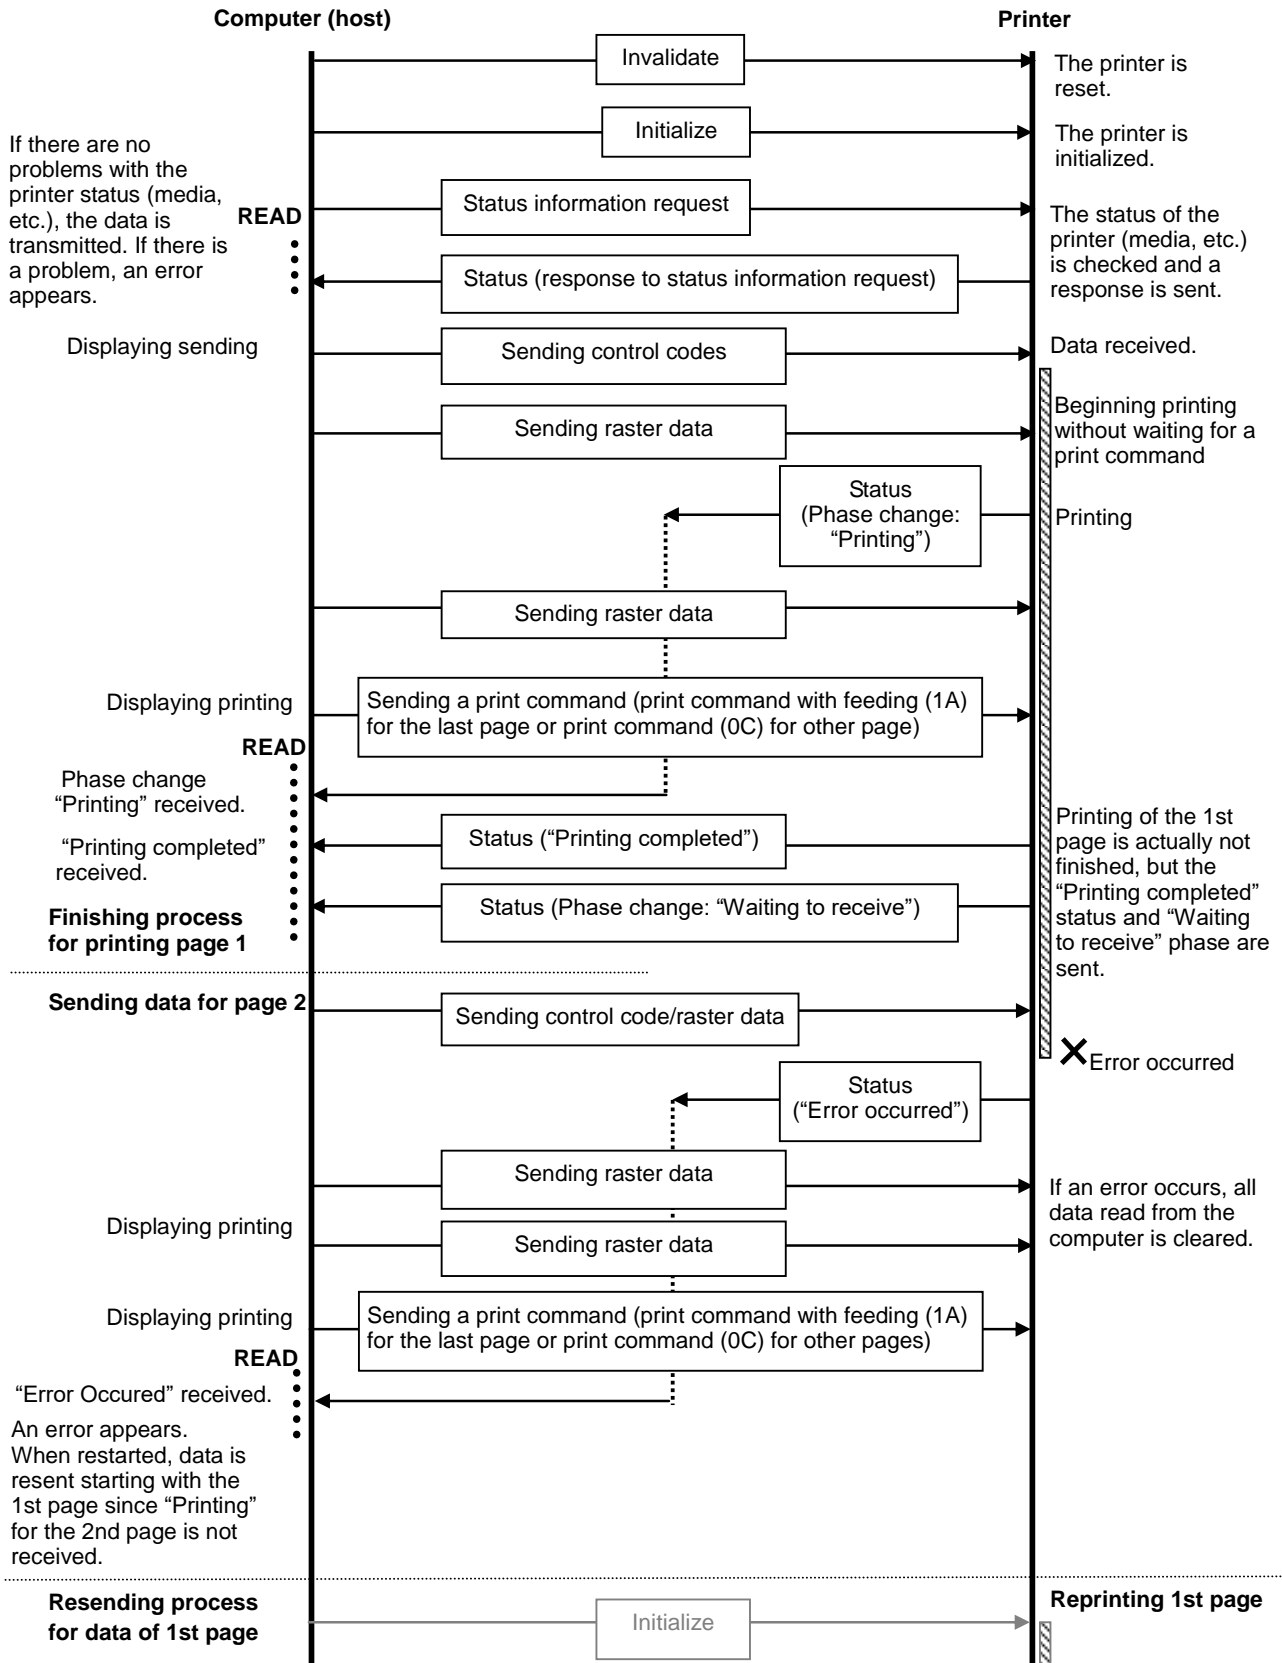 Computer (host)
Printer
Invalidate
The printer is
reset.
Initialize
The printer is
initialized.
If there are no
problems with the
printer status (media,
etc.), the data is
transmitted. If there is
a problem, an error
appears.
READ
Status information request
The status of the
printer (media, etc.)
is checked and a
response is sent.
Status (response to status information request)
Displaying sending
Sending control codes
Data received.
Sending raster data
Beginning printing
without waiting for a
print command
Status
(Phase change:
“Printing”)
Printing
Sending raster data
Displaying printing
Sending a print command (print command with feeding (1A)
for the last page or print command (0C) for other page)
READ
Phase change
“Printing” received.
“Printing completed”
received.
Status (“Printing completed”)
Printing of the 1st
page is actually not
finished, but the
“Printing completed”
status and “Waiting
to receive” phase are
sent.
Status (Phase change: “Waiting to receive”)
Finishing process
for printing page 1
Sending data for page 2
Sending control code/raster data
Error occurred
Status
(“Error occurred”)
Sending raster data
If an error occurs, all
data read from the
computer is cleared.
Displaying printing
Sending raster data
Displaying printing
Sending a print command (print command with feeding (1A)
for the last page or print command (0C) for other pages)
READ
“Error Occured” received.
An error appears.
When restarted, data is
resent starting with the
1st page since “Printing”
for the 2nd page is not
received.
Resending process
for data of 1st page
Initialize
Reprinting 1st page